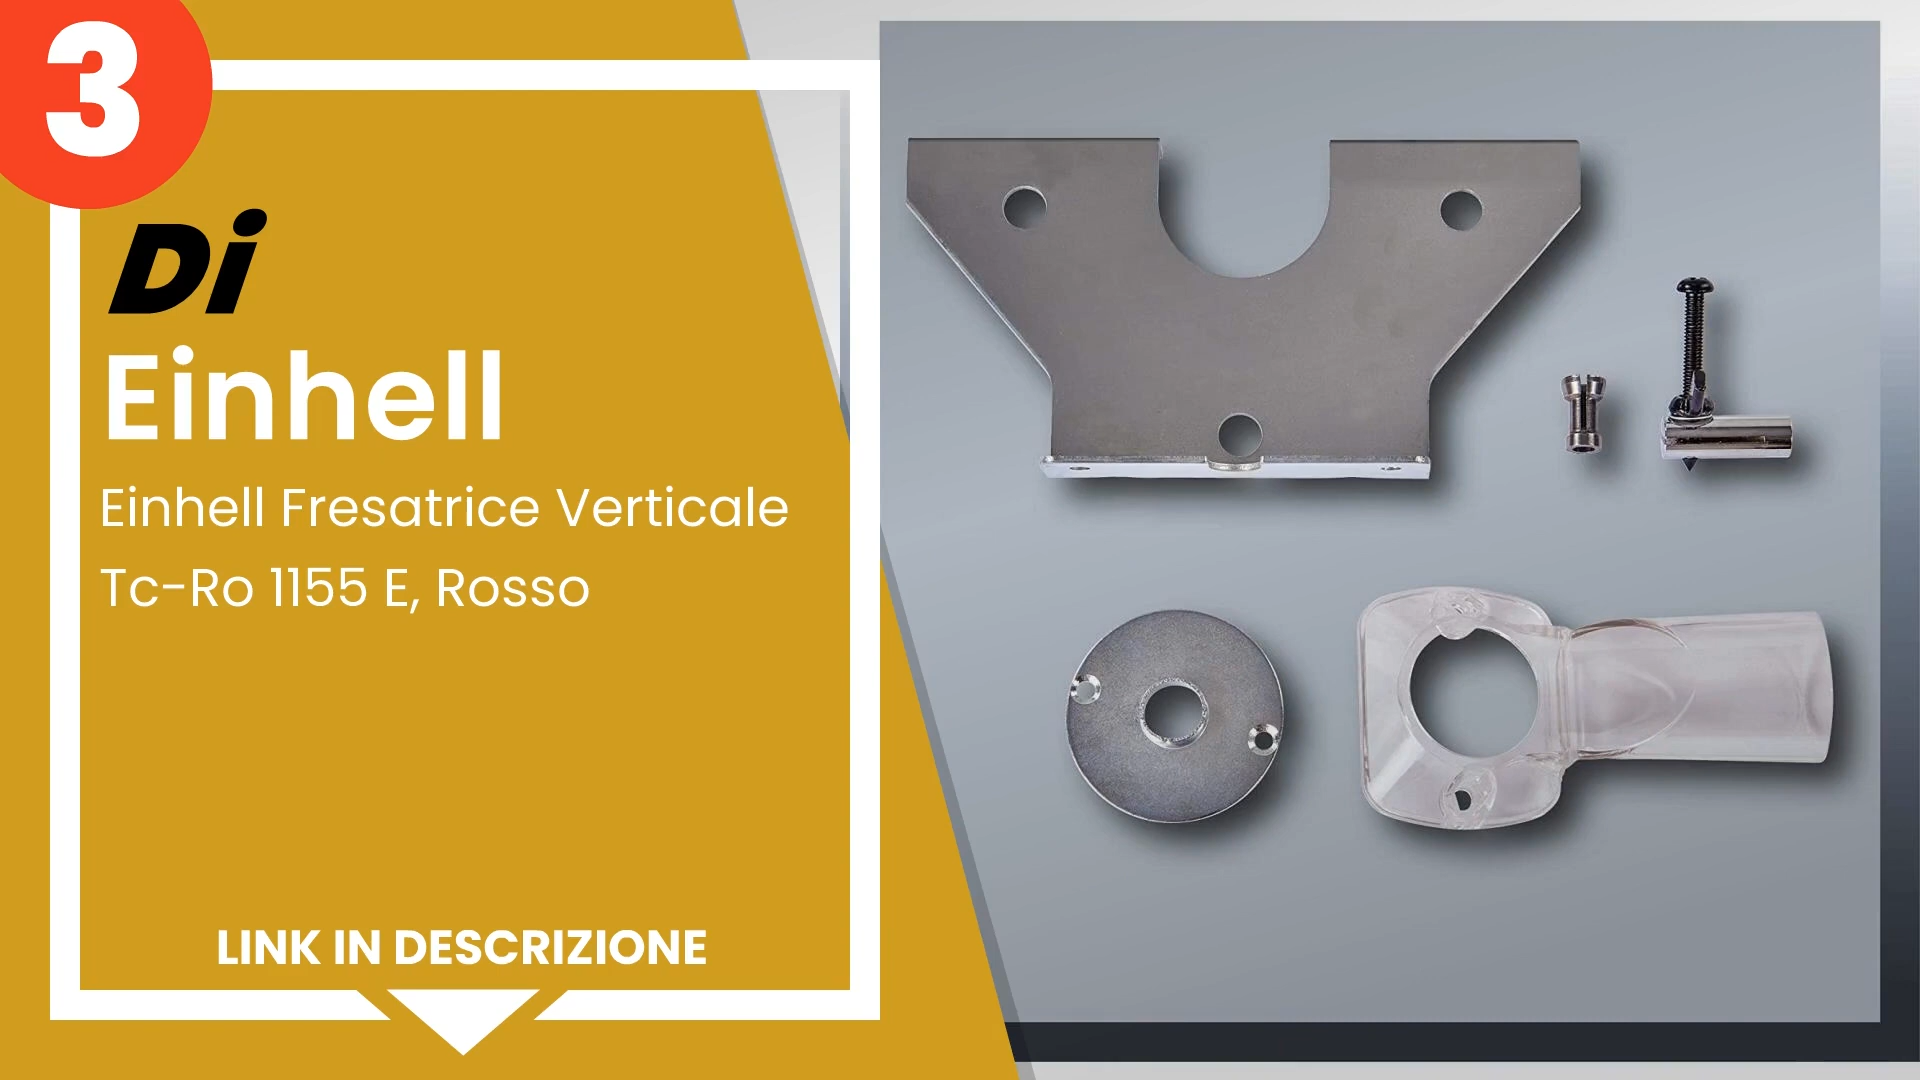 3
Di
Einhell
Einhell Fresatrice Verticale
Tc-Ro 1155 E, Rosso
LINK IN DESCRIZIONE